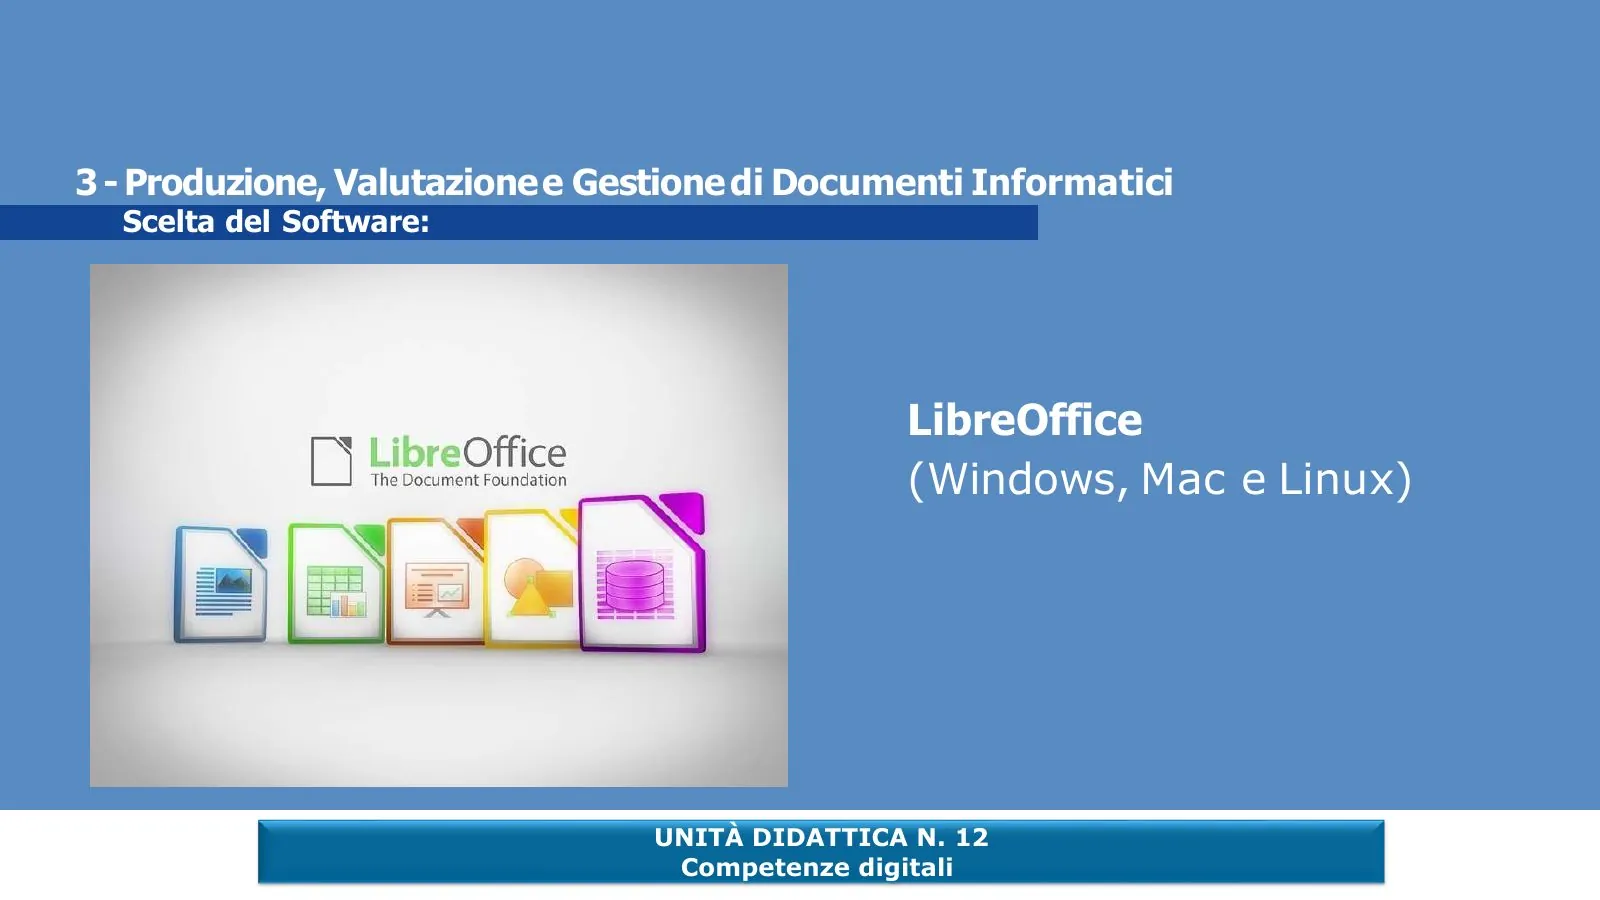 3 - Produzione, Valutazione e Gestione di Documenti Informatici
Scelta del Software:
LibreOffice
The Document Foundation
LibreOffice
(Windows, Mac e Linux)
UNITÀ DIDATTICA N. 12
Competenze digitali